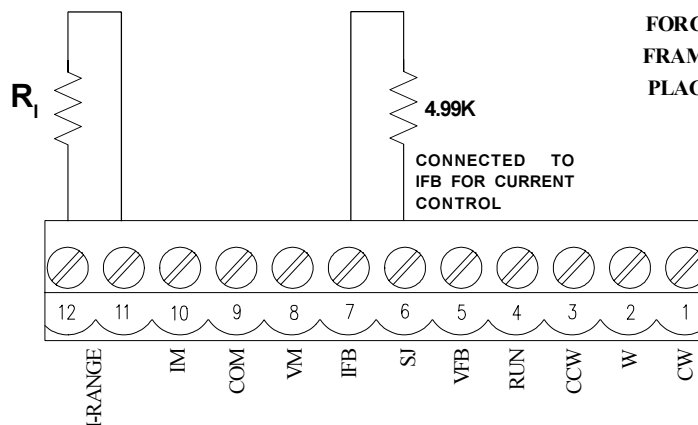 FORC
FRAM
PLAC
R_I
4.99K
CONNECTED TO
IFB FOR CURRENT
CONTROL
12 11 10 9 8 7 6 5 4 3 2 1
I-RANGE
IM
COM
VM
IFB
SJ
VFB
RUN
CCW
W
CW